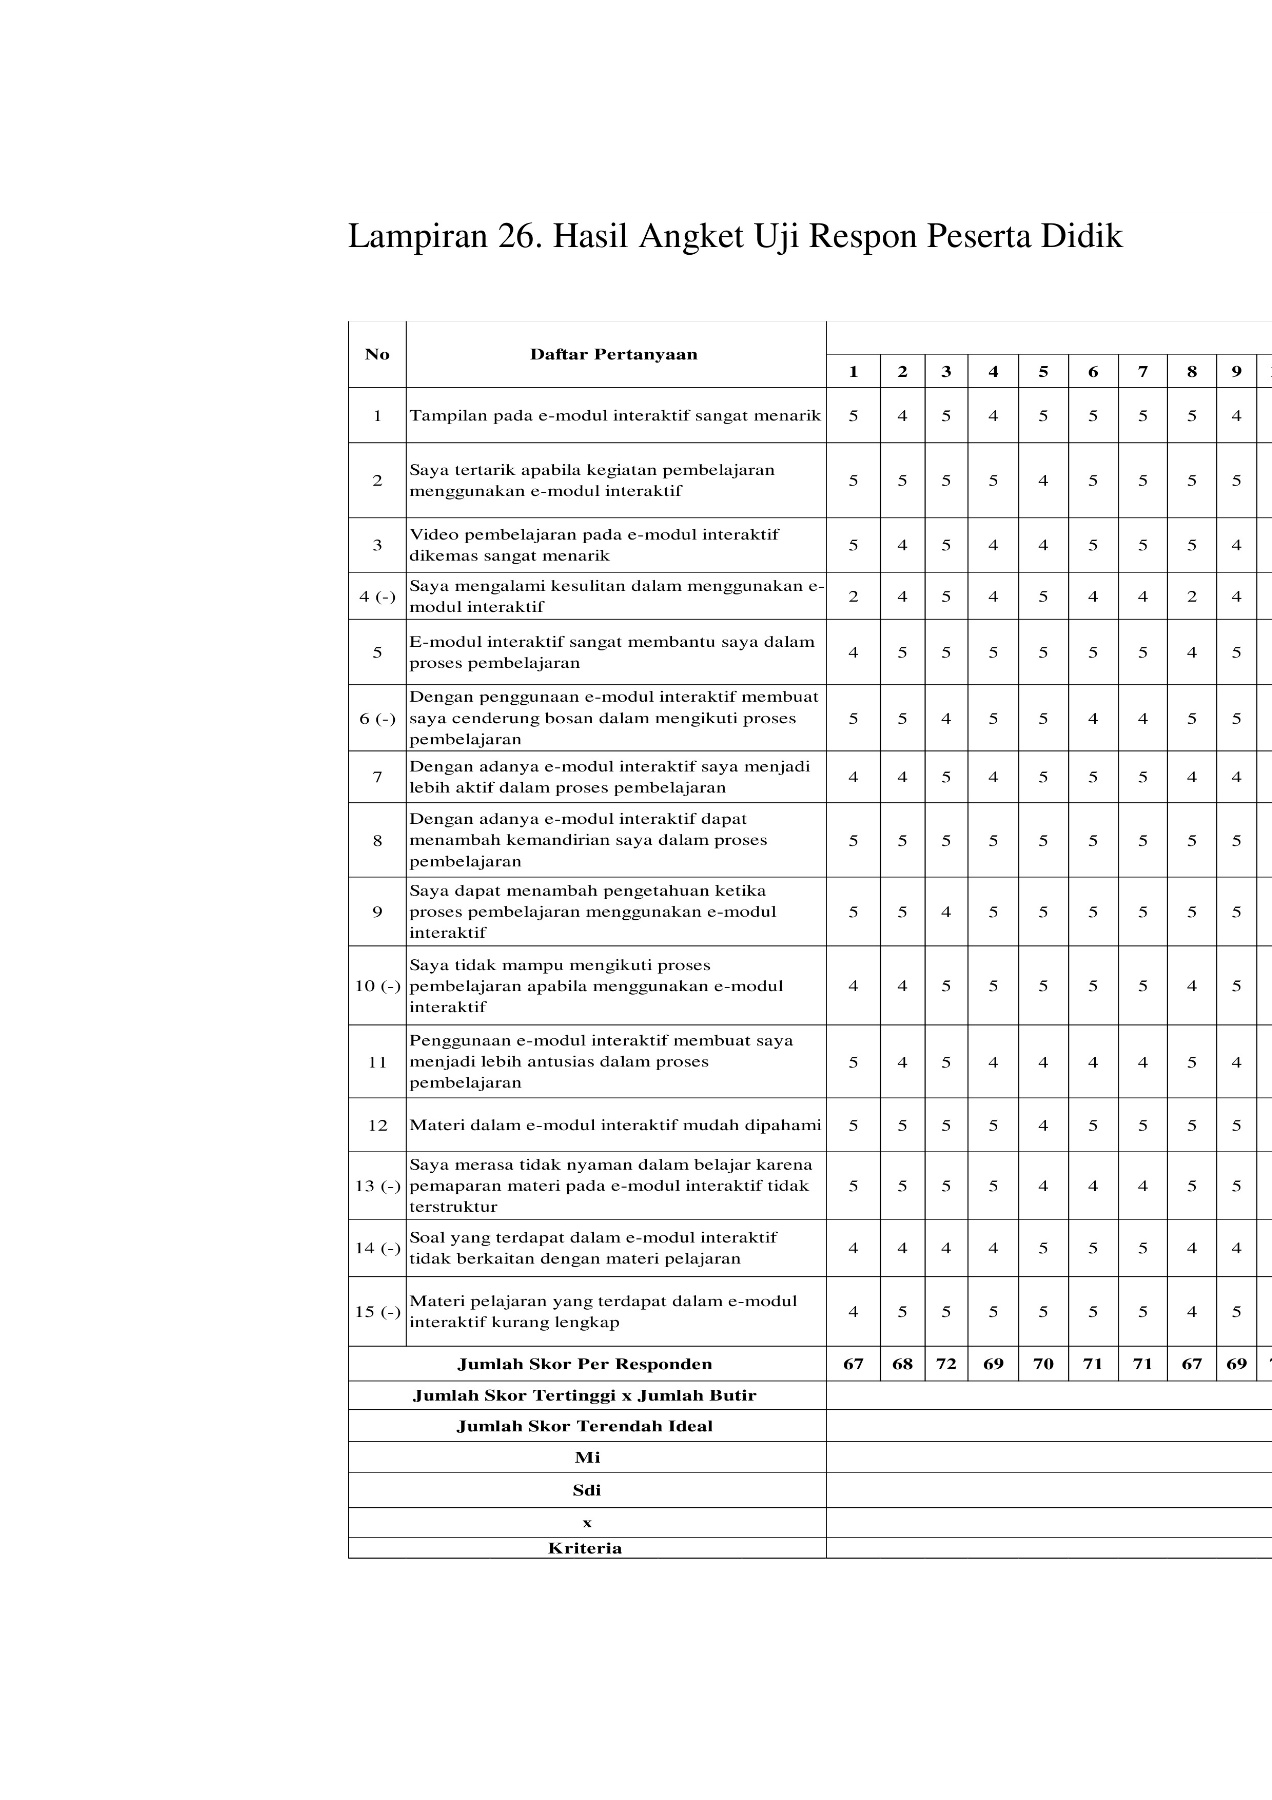 Lampiran 26. Hasil Angket Uji Respon Peserta Didik
No Daftar Pertanyaan
1 2 3 4 5 6 7 8 9
1 Tampilan pada e-modul interaktif sangat menarik 5 4 5 4 5 5 5 5 4
Saya tertarik apabila kegiatan pembelajaran
2 5 5 5 5 4 5 5 5 5
menggunakan e-modul interaktif
Video pembelajaran pada e-modul interaktif
3 5 4 5 4 4 5 5 5 4
dikemas sangat menarik
Saya mengalami kesulitan dalam menggunakan e-
4 (-) 2 4 5 4 5 4 4 2 4
modul interaktif
E-modul interaktif sangat membantu saya dalam
5 4 5 5 5 5 5 5 4 5
proses pembelajaran
Dengan penggunaan e-modul interaktif membuat
6 (-) saya cenderung bosan dalam mengikuti proses 5 5 4 5 5 4 4 5 5
pembelajaran
Dengan adanya e-modul interaktif saya menjadi
7 4 4 5 4 5 5 5 4 4
lebih aktif dalam proses pembelajaran
Dengan adanya e-modul interaktif dapat
8 menambah kemandirian saya dalam proses 5 5 5 5 5 5 5 5 5
pembelajaran
Saya dapat menambah pengetahuan ketika
9 proses pembelajaran menggunakan e-modul 5 5 4 5 5 5 5 5 5
interaktif
Saya tidak mampu mengikuti proses
10 (-) pembelajaran apabila menggunakan e-modul 4 4 5 5 5 5 5 4 5
interaktif
Penggunaan e-modul interaktif membuat saya
11 menjadi lebih antusias dalam proses 5 4 5 4 4 4 4 5 4
pembelajaran
12 Materi dalam e-modul interaktif mudah dipahami 5 5 5 5 4 5 5 5 5
Saya merasa tidak nyaman dalam belajar karena
13 (-) pemaparan materi pada e-modul interaktif tidak 5 5 5 5 4 4 4 5 5
terstruktur
Soal yang terdapat dalam e-modul interaktif
14 (-) 4 4 4 4 5 5 5 4 4
tidak berkaitan dengan materi pelajaran
Materi pelajaran yang terdapat dalam e-modul
15 (-) 4 5 5 5 5 5 5 4 5
interaktif kurang lengkap
Jumlah Skor Per Responden 67 68 72 69 70 71 71 67 69
Jumlah Skor Tertinggi x Jumlah Butir
Jumlah Skor Terendah Ideal
Mi
Sdi
x
Kriteria